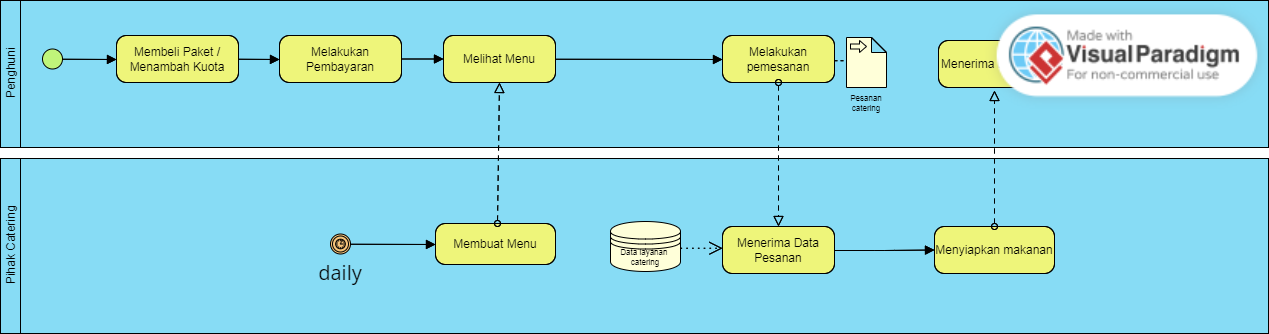 Penghuni
Membeli Paket /
Menambah Kuota
Melakukan
Pembayaran
Melihat Menu
Melakukan
pemesanan
Pesanan
catering
Menerima
Made with
Visual Paradigm
For non-commercial use
Pihak Catering
daily
Membuat Menu
Data layanan
catering
Menerima Data
Pesanan
Menyiapkan makanan